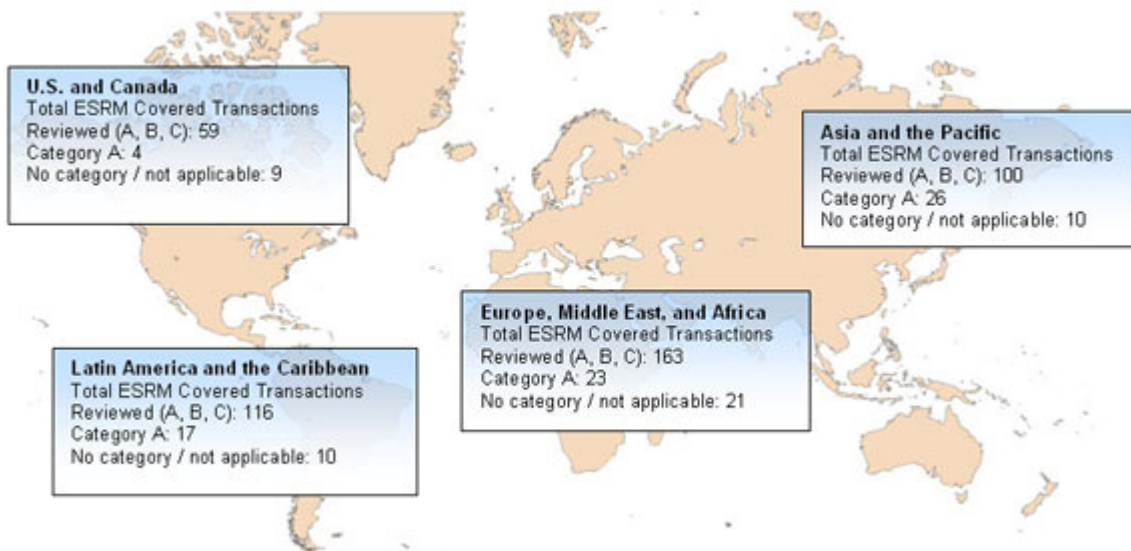 U.S. and Canada
Total ESRM Covered Transactions
Reviewed (A, B, C): 59
Category A: 4
No category / not applicable: 9
Asia and the Pacific
Total ESRM Covered Transactions
Reviewed (A, B, C): 100
Category A: 26
No category / not applicable: 10
Europe, Middle East, and Africa
Total ESRM Covered Transactions
Reviewed (A, B, C): 163
Category A: 23
No category / not applicable: 21
Latin America and the Caribbean
Total ESRM Covered Transactions
Reviewed (A, B, C): 116
Category A: 17
No category / not applicable: 10